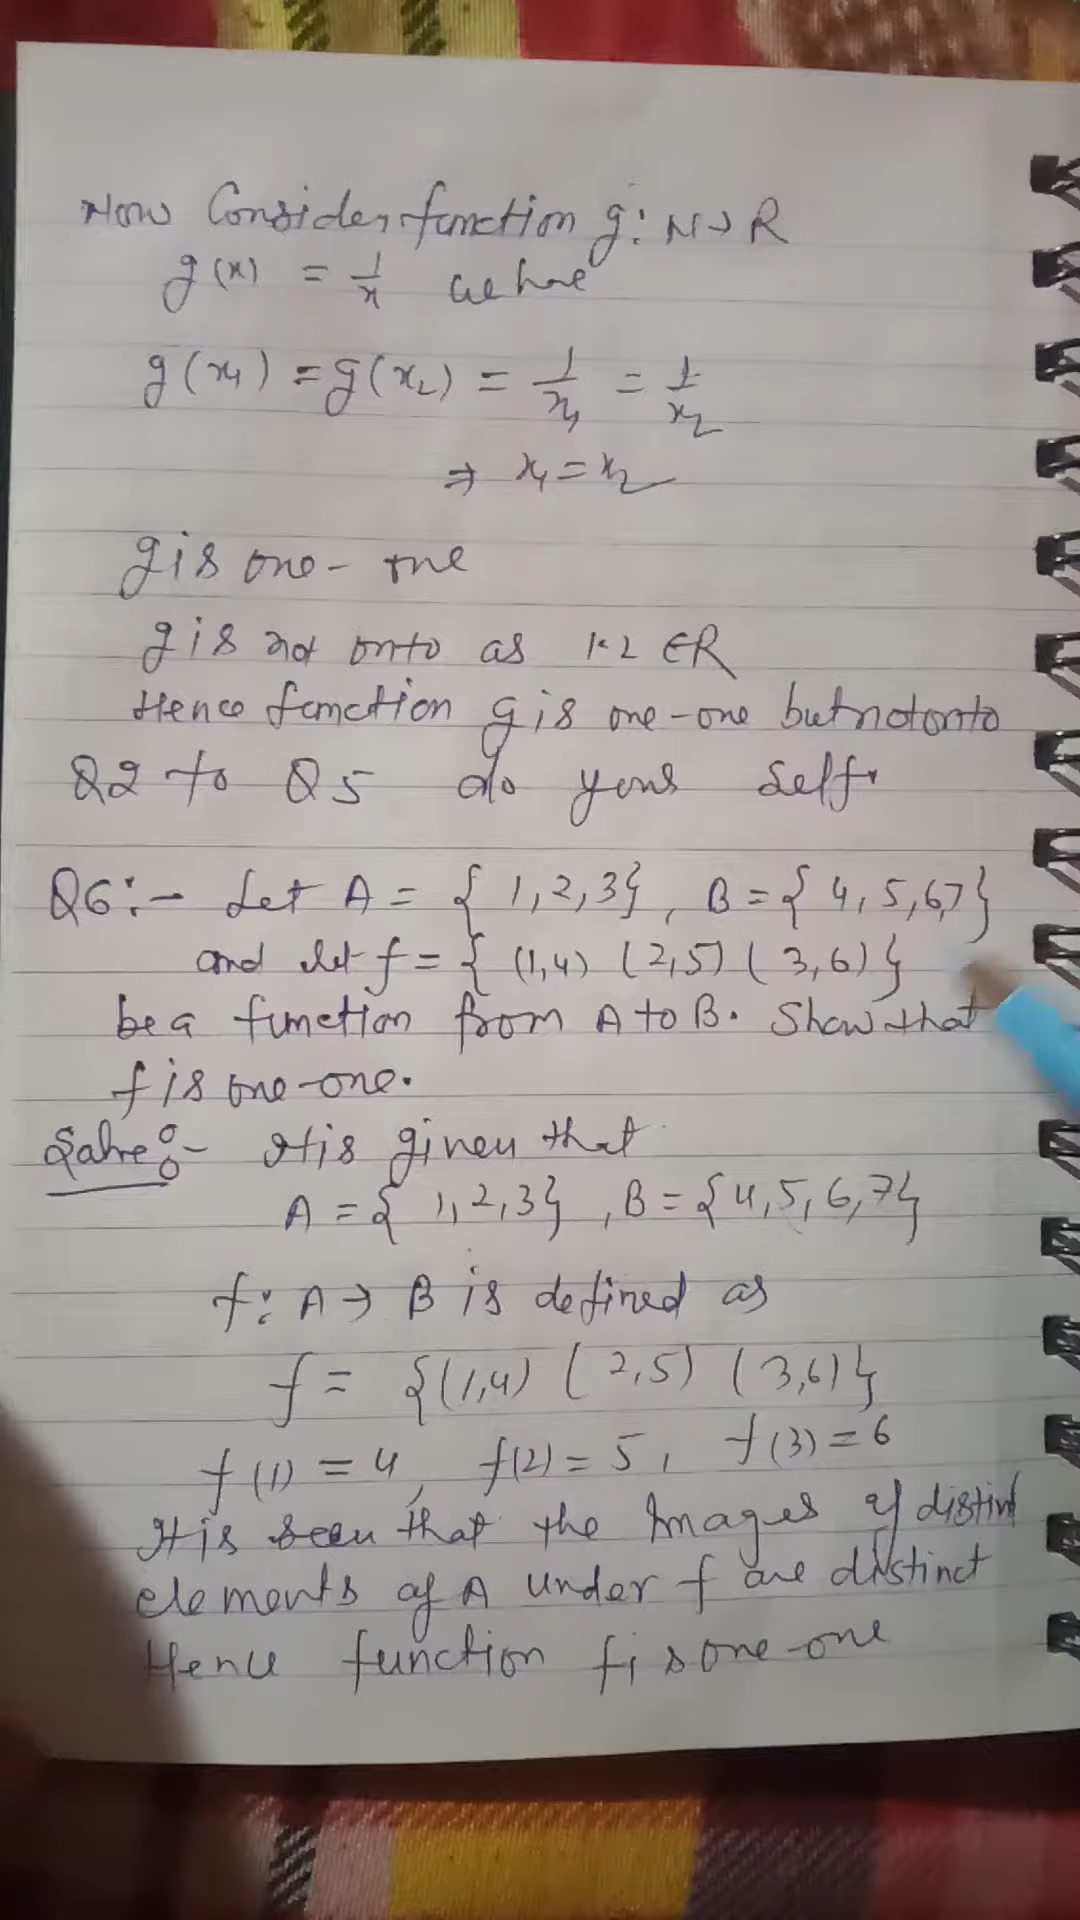 Now Consider function g: N→R
g(x) = 1/x we have
g(x₁) = g(x₂) = 1/x₁ = 1/x₂
⇒ x₁ = x₂
g is one-one
g is not onto as 1.2 ∈R
Hence function g is one-one but not onto
Q2 to Q5 do your self.
Q6:- Let A = { 1,2,3}, B = { 4,5,6,7}
and let f = { (1,4) (2,5) (3,6)}
be a function from A to B. Show that
f is one-one.
Solve:- It is given that
A = { 1,2,3}, B = {4,5,6,7}
f: A → B is defined as
f = {(1,4) (2,5) (3,6)}
f(1) = 4, f(2) = 5, f(3) = 6
It is seen that the Images of distinct
elements of A under f are distinct
Hence function f is one-one